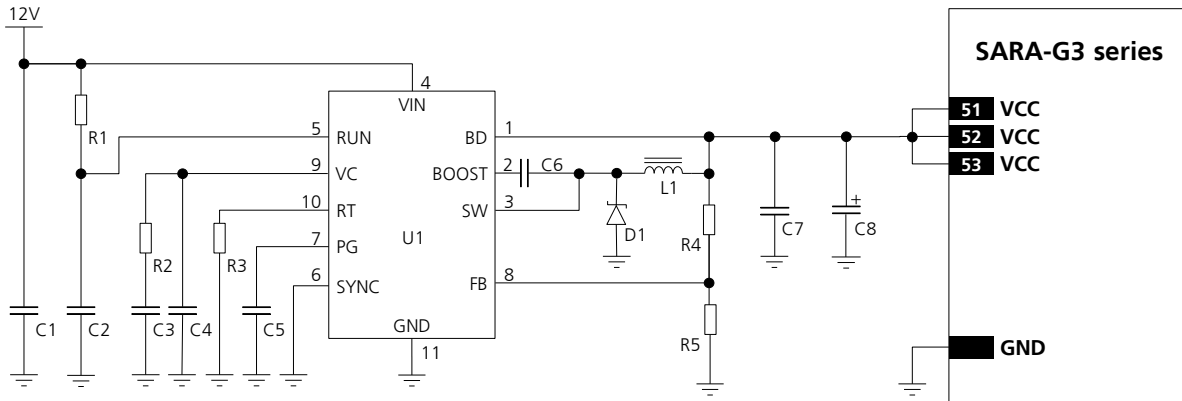 12V
SARA-G3 series
4
VIN
51 VCC
R1
5 RUN
BD 1
52 VCC
9 VC
BOOST 2 C6
53 VCC
L1
10 RT
SW 3
D1
C7
C8
R2
R3
7 PG
U1
R4
6 SYNC
FB 8
C1
C2
C3
C4
C5
GND
R5
GND
11
+